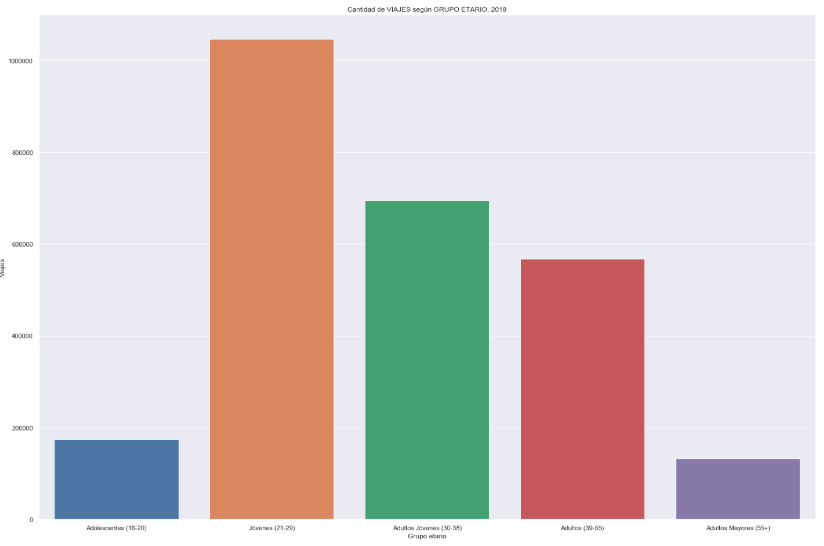 Cantidad de VIAJES según GRUPO ETARIO, 2018
1000000
800000
600000
400000
200000
0
Viajes
Adolescentes (16-20)
Jóvenes (21-29)
Adultos Jóvenes (30-38)
Adultos (39-55)
Adultos Mayores (55+)
Grupo etario